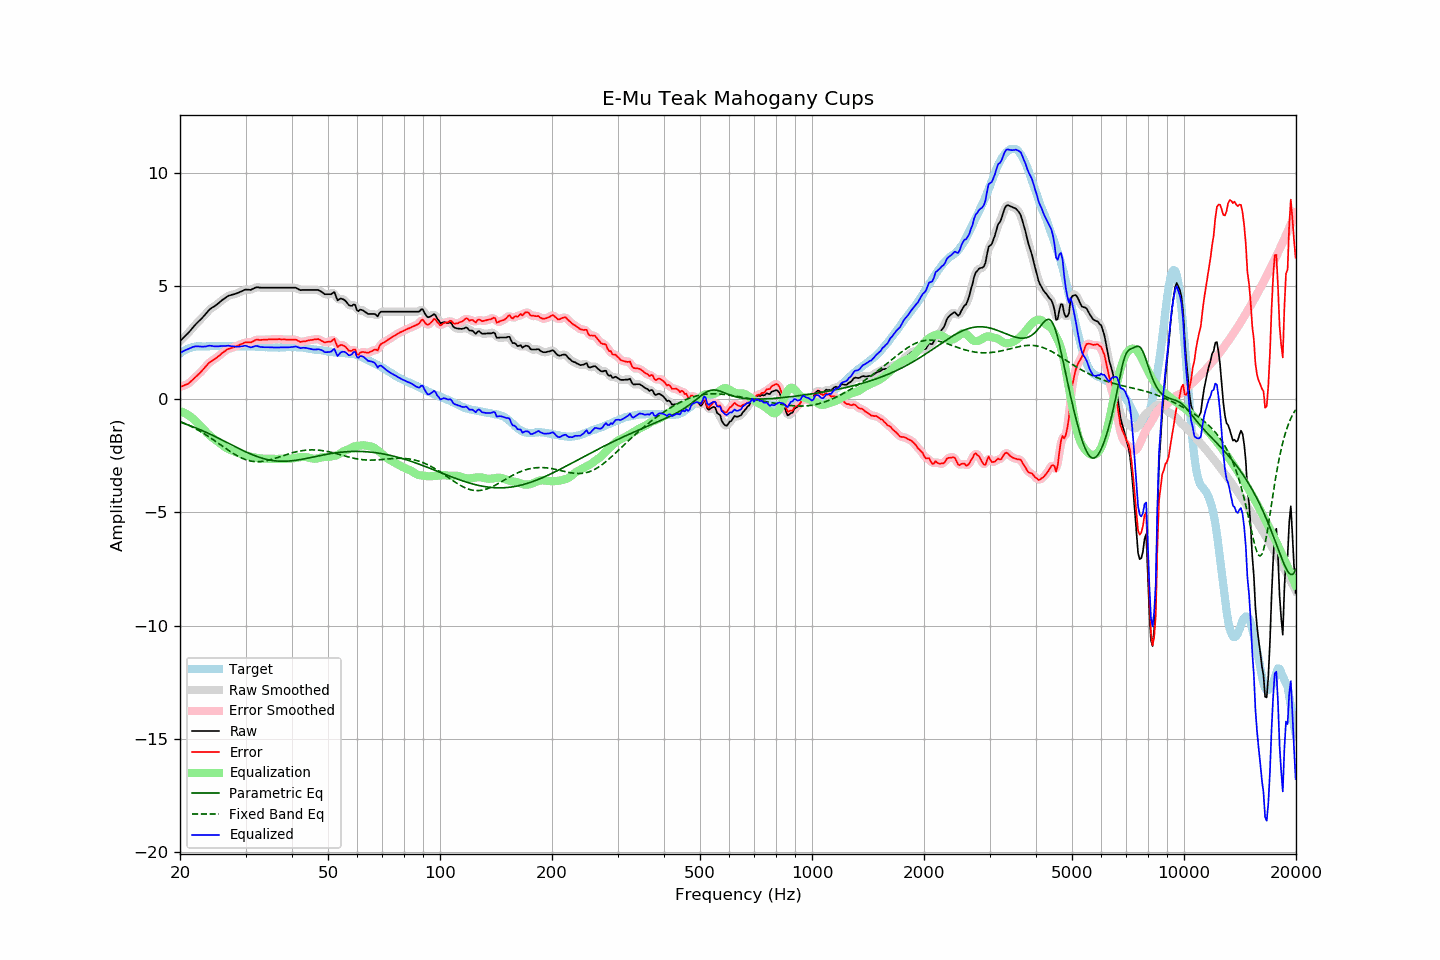 E-Mu Teak Mahogany Cups
Amplitude (dBr)
10
5
0
−5
−10
−15
−20
Target
Raw Smoothed
Error Smoothed
Raw
Error
Equalization
Parametric Eq
Fixed Band Eq
Equalized
20 50 100 200 500 1000 2000 5000 10000 20000
Frequency (Hz)